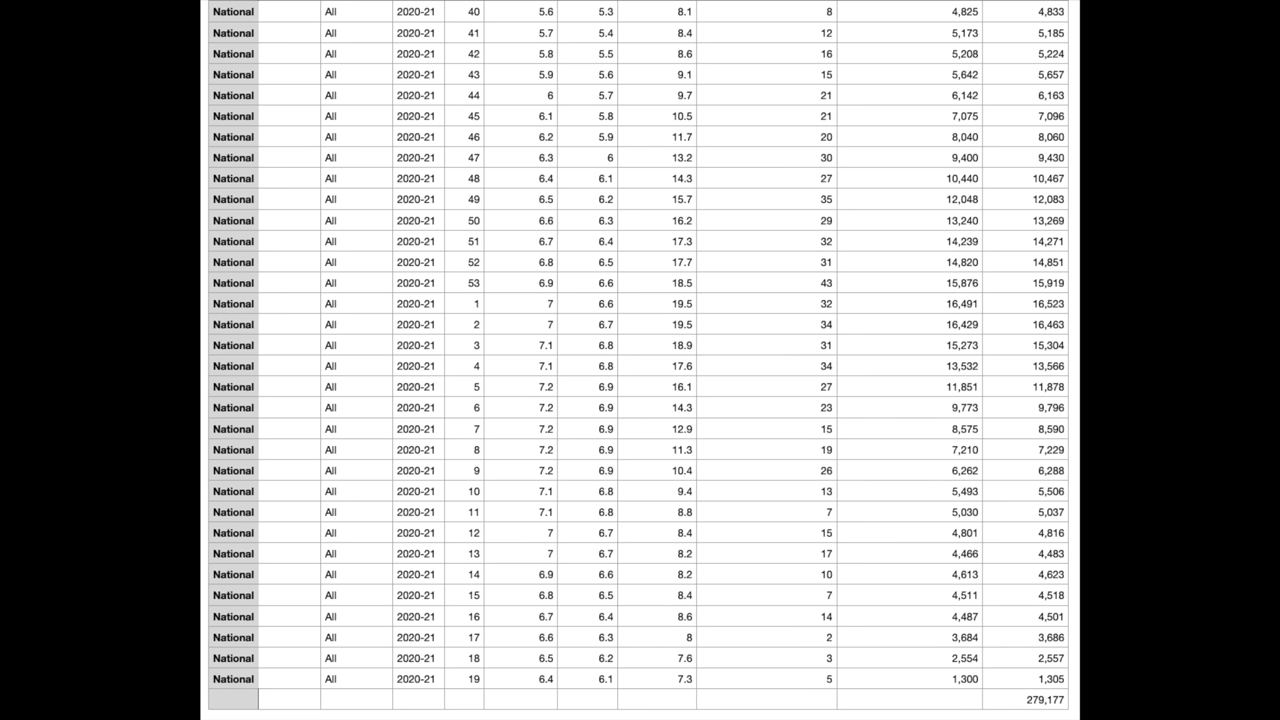 National All 2020-21 40 5.6 5.3 8.1 8 4,825 4,833
National All 2020-21 41 5.7 5.4 8.4 12 5,173 5,185
National All 2020-21 42 5.8 5.5 8.6 16 5,208 5,224
National All 2020-21 43 5.9 5.6 9.1 15 5,642 5,657
National All 2020-21 44 6 5.7 9.7 21 6,142 6,163
National All 2020-21 45 6.1 5.8 10.5 21 7,075 7,096
National All 2020-21 46 6.2 5.9 11.7 20 8,040 8,060
National All 2020-21 47 6.3 6 13.2 30 9,400 9,430
National All 2020-21 48 6.4 6.1 14.3 27 10,440 10,467
National All 2020-21 49 6.5 6.2 15.7 35 12,048 12,083
National All 2020-21 50 6.6 6.3 16.2 29 13,240 13,269
National All 2020-21 51 6.7 6.4 17.3 32 14,239 14,271
National All 2020-21 52 6.8 6.5 17.7 31 14,820 14,851
National All 2020-21 53 6.9 6.6 18.5 43 15,876 15,919
National All 2020-21 1 7 6.6 19.5 32 16,491 16,523
National All 2020-21 2 7 6.7 19.5 34 16,429 16,463
National All 2020-21 3 7.1 6.8 18.9 31 15,273 15,304
National All 2020-21 4 7.1 6.8 17.6 34 13,532 13,566
National All 2020-21 5 7.2 6.9 16.1 27 11,851 11,878
National All 2020-21 6 7.2 6.9 14.3 23 9,773 9,796
National All 2020-21 7 7.2 6.9 12.9 15 8,575 8,590
National All 2020-21 8 7.2 6.9 11.3 19 7,210 7,229
National All 2020-21 9 7.2 6.9 10.4 26 6,262 6,288
National All 2020-21 10 7.1 6.8 9.4 13 5,493 5,506
National All 2020-21 11 7.1 6.8 8.8 7 5,030 5,037
National All 2020-21 12 7 6.7 8.4 15 4,801 4,816
National All 2020-21 13 7 6.7 8.2 17 4,466 4,483
National All 2020-21 14 6.9 6.6 8.2 10 4,613 4,623
National All 2020-21 15 6.8 6.5 8.4 7 4,511 4,518
National All 2020-21 16 6.7 6.4 8.6 14 4,487 4,501
National All 2020-21 17 6.6 6.3 8 2 3,684 3,686
National All 2020-21 18 6.5 6.2 7.6 3 2,554 2,557
National All 2020-21 19 6.4 6.1 7.3 5 1,300 1,305
279,177